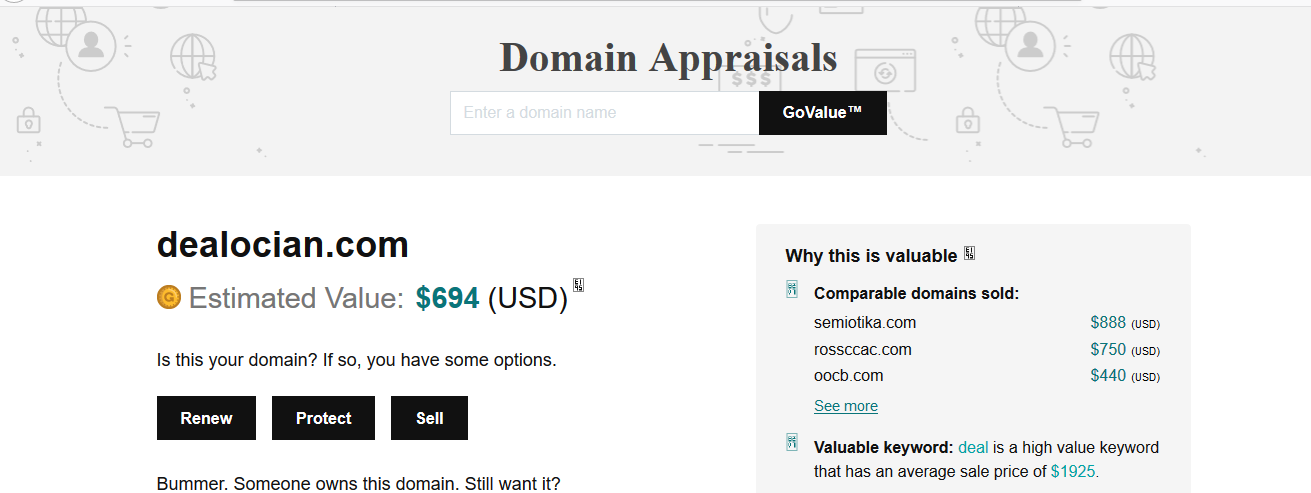 Domain Appraisals
$$$
Enter a domain name
GoValue™
dealocian.com
G Estimated Value: $694 (USD)
Is this your domain? If so, you have some options.
Renew
Protect
Sell
Bummer. Someone owns this domain. Still want it?
Why this is valuable
Comparable domains sold:
semiotika.com $888 (USD)
rossccac.com $750 (USD)
oocb.com $440 (USD)
See more
Valuable keyword: deal is a high value keyword
that has an average sale price of $1925.